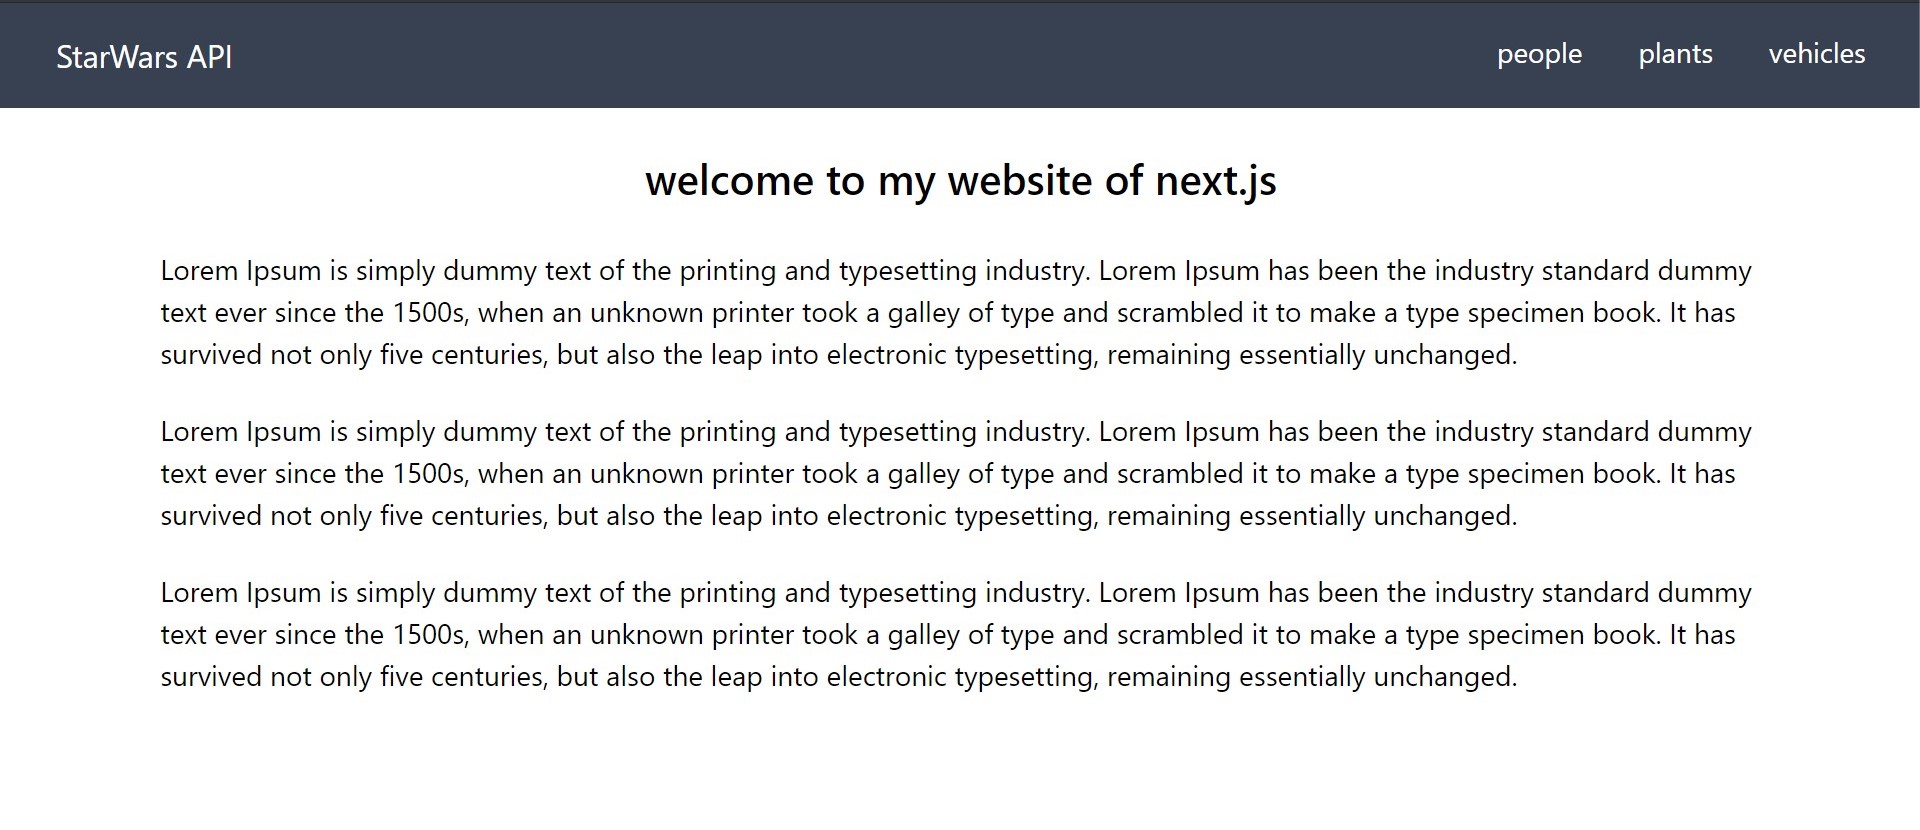 StarWars API
people plants vehicles
welcome to my website of next.js
Lorem Ipsum is simply dummy text of the printing and typesetting industry. Lorem Ipsum has been the industry standard dummy
text ever since the 1500s, when an unknown printer took a galley of type and scrambled it to make a type specimen book. It has
survived not only five centuries, but also the leap into electronic typesetting, remaining essentially unchanged.
Lorem Ipsum is simply dummy text of the printing and typesetting industry. Lorem Ipsum has been the industry standard dummy
text ever since the 1500s, when an unknown printer took a galley of type and scrambled it to make a type specimen book. It has
survived not only five centuries, but also the leap into electronic typesetting, remaining essentially unchanged.
Lorem Ipsum is simply dummy text of the printing and typesetting industry. Lorem Ipsum has been the industry standard dummy
text ever since the 1500s, when an unknown printer took a galley of type and scrambled it to make a type specimen book. It has
survived not only five centuries, but also the leap into electronic typesetting, remaining essentially unchanged.